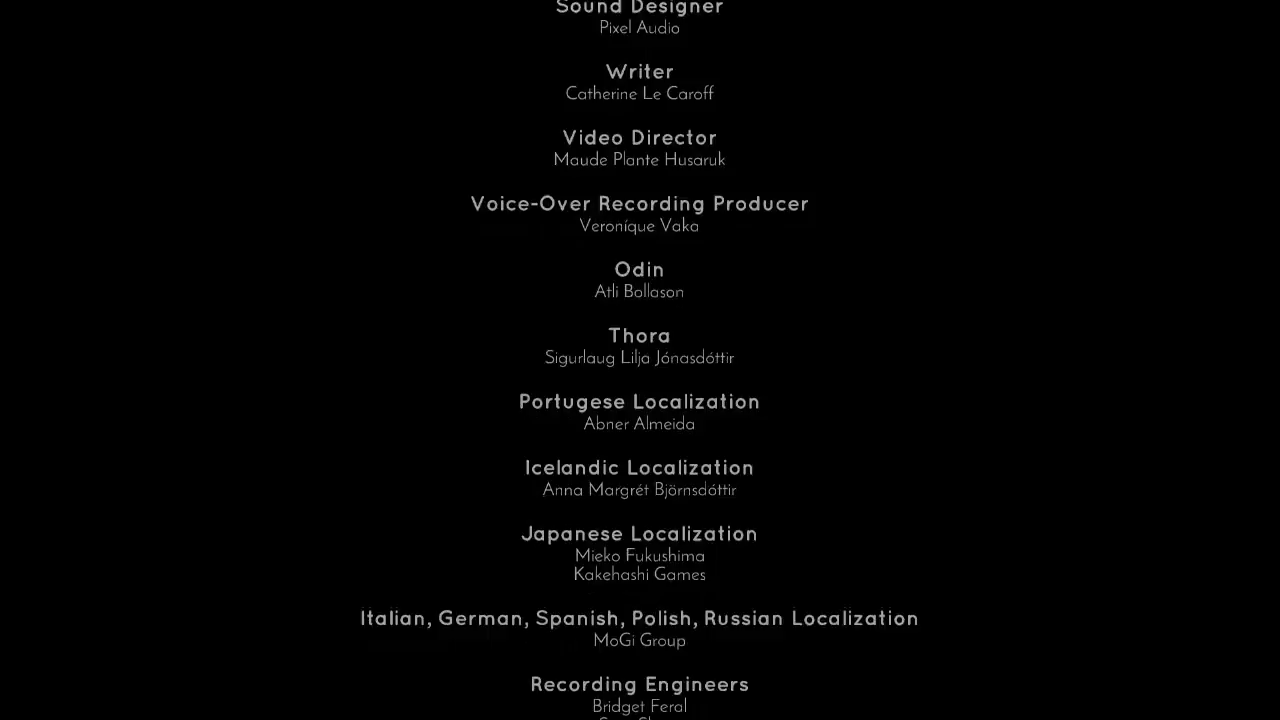 Sound Designer
Pixel Audio
Writer
Catherine Le Caroff
Video Director
Maude Plante Husaruk
Voice-Over Recording Producer
Veronique Vaka
Odin
Atli Bollason
Thora
Sigurlaug Lilja Jónasdóttir
Portugese Localization
Abner Almeida
Icelandic Localization
Anna Margrét Björnsdóttir
Japanese Localization
Mieko Fukushima
Kakehashi Games
Italian, German, Spanish, Polish, Russian Localization
MoGi Group
Recording Engineers
Bridget Feral